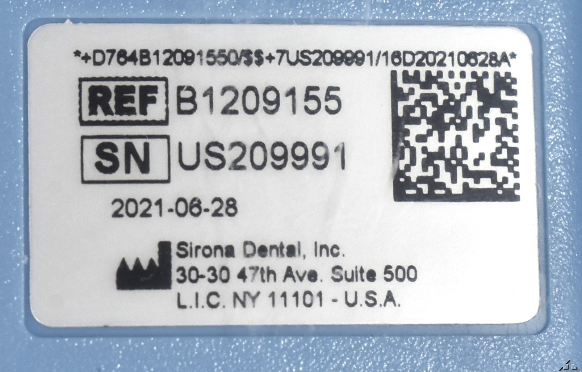 *+D764B12091550/$$+7US209991/16D20210628A*
REF B1209155
SN US209991
2021-06-28
Sirona Dental, Inc.
30-30 47th Ave. Suite 500
L.I.C. NY 11101 - U.S.A.